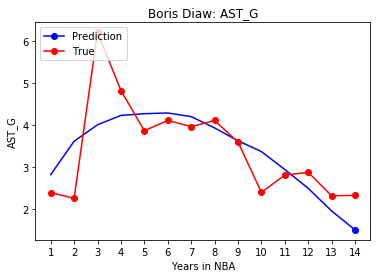 Boris Diaw: AST_G
Prediction
True
6
5
4
3
2
AST_G
1 2 3 4 5 6 7 8 9 10 11 12 13 14
Years in NBA